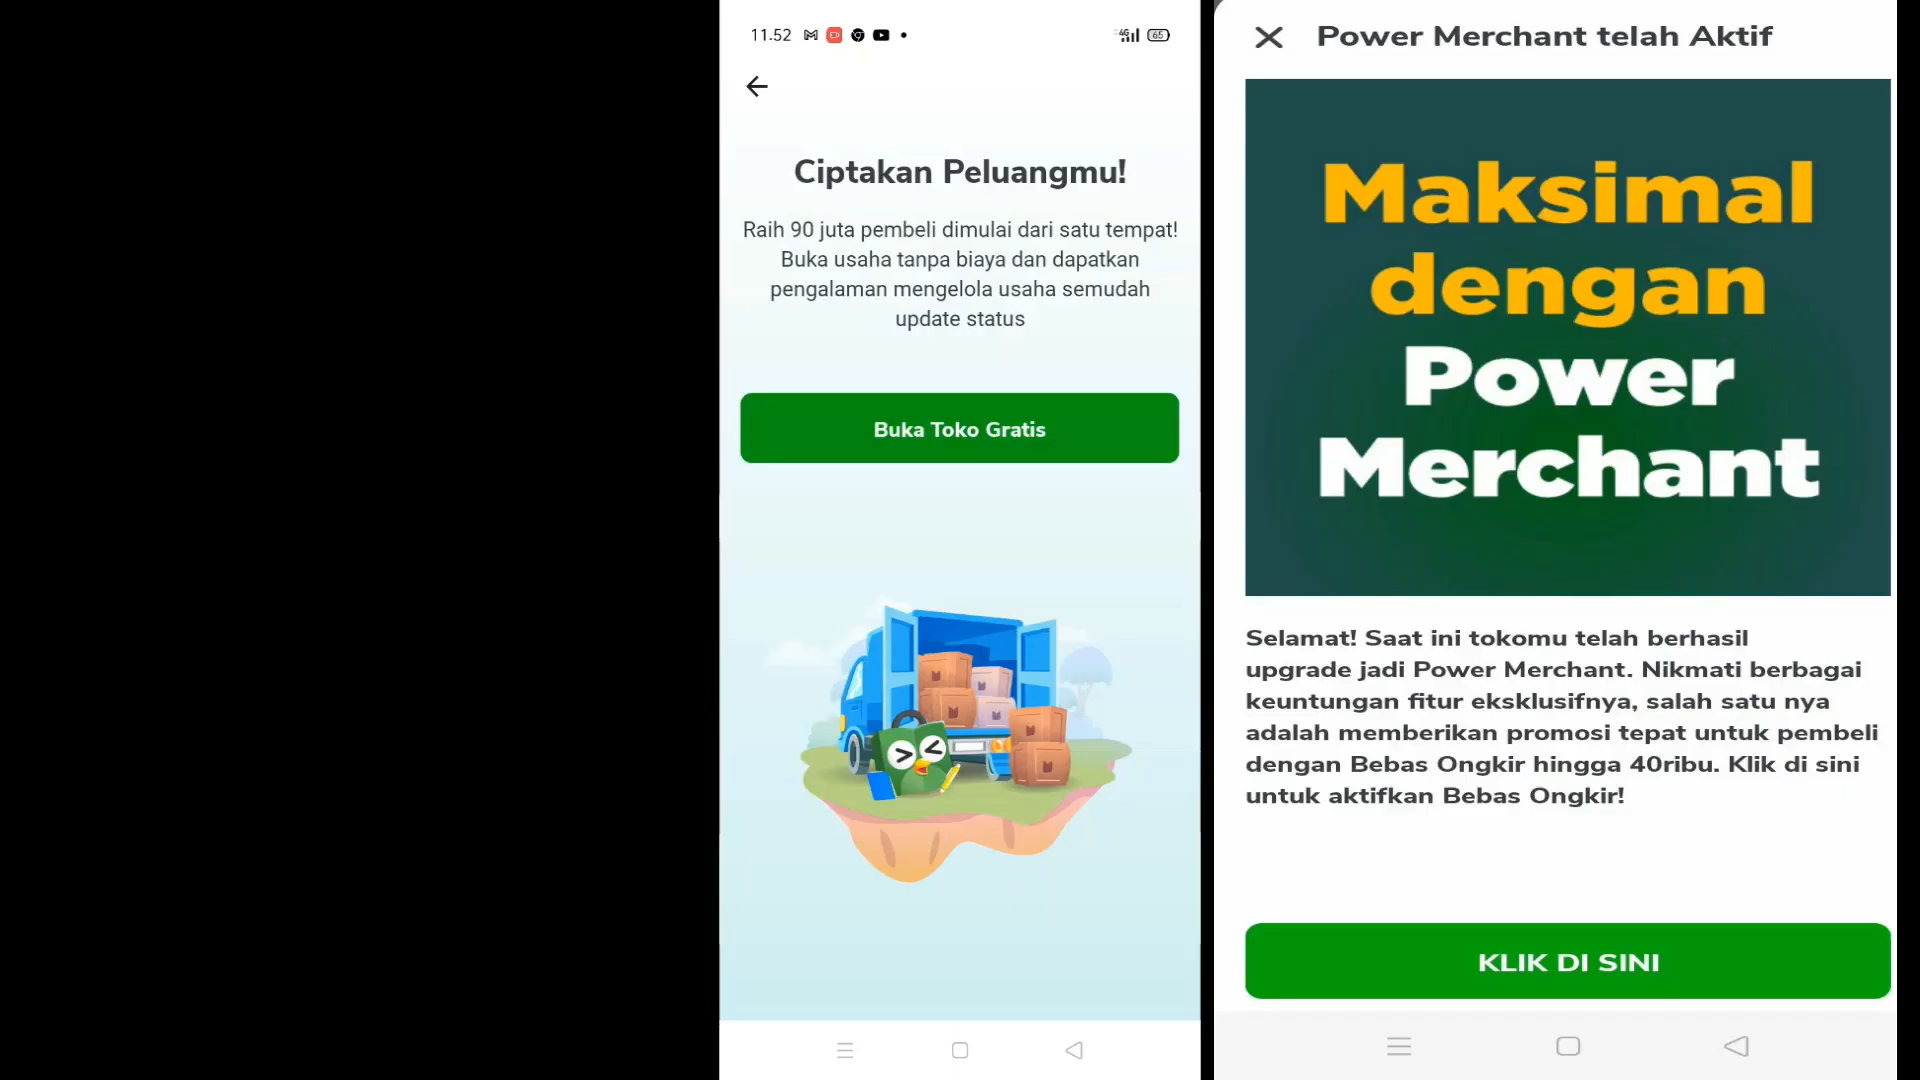 11.52
4G
65
Ciptakan Peluangmu!
Raih 90 juta pembeli dimulai dari satu tempat!
Buka usaha tanpa biaya dan dapatkan
pengalaman mengelola usaha semudah
update status
Buka Toko Gratis
Power Merchant telah Aktif
Maksimal
dengan
Power
Merchant
Selamat! Saat ini tokomu telah berhasil
upgrade jadi Power Merchant. Nikmati berbagai
keuntungan fitur eksklusifnya, salah satu nya
adalah memberikan promosi tepat untuk pembeli
dengan Bebas Ongkir hingga 40ribu. Klik di sini
untuk aktifkan Bebas Ongkir!
KLIK DI SINI